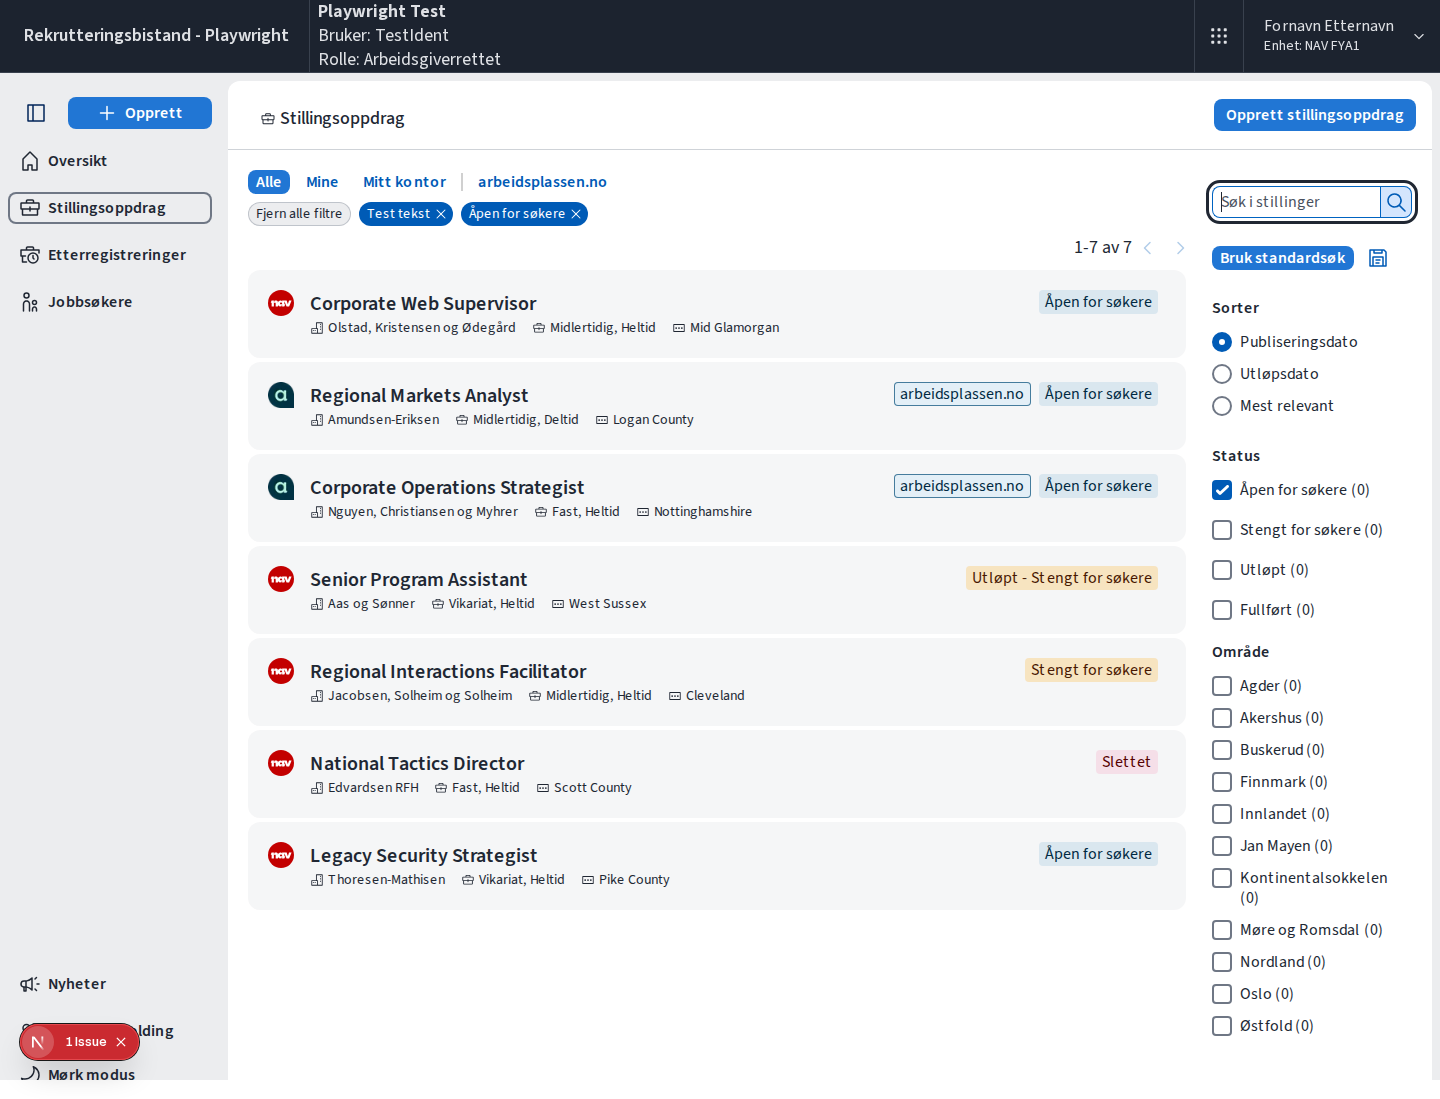 Rekrutteringsbistand - Playwright
Playwright Test
Bruker: TestIdent
Rolle: Arbeidsgiverrettet
Fornavn Etternavn
Enhet: NAV FYA1
Opprett
Oversikt
Stillingsoppdrag
Etterregistreringer
Jobbsøkere
Nyheter
olding
1 Issue
Mørk modus
Stillingsoppdrag
Opprett stillingsoppdrag
Alle
Mine
Mitt kontor
arbeidsplassen.no
Fjern alle filtre
Test tekst
Åpen for søkere
1-7 av 7
nav
Corporate Web Supervisor
Åpen for søkere
Olstad, Kristensen og Ødegård
Midlertidig, Heltid
Mid Glamorgan
a
Regional Markets Analyst
arbeidsplassen.no
Åpen for søkere
Amundsen-Eriksen
Midlertidig, Deltid
Logan County
a
Corporate Operations Strategist
arbeidsplassen.no
Åpen for søkere
Nguyen, Christiansen og Myhrer
Fast, Heltid
Nottinghamshire
nav
Senior Program Assistant
Utløpt - Stengt for søkere
Aas og Sønner
Vikariat, Heltid
West Sussex
nav
Regional Interactions Facilitator
Stengt for søkere
Jacobsen, Solheim og Solheim
Midlertidig, Heltid
Cleveland
nav
National Tactics Director
Slettet
Edvardsen RFH
Fast, Heltid
Scott County
nav
Legacy Security Strategist
Åpen for søkere
Thoresen-Mathisen
Vikariat, Heltid
Pike County
Søk i stillinger
Bruk standardsøk
Sorter
Publiseringsdato
Utløpsdato
Mest relevant
Status
Åpen for søkere (0)
Stengt for søkere (0)
Utløpt (0)
Fullført (0)
Område
Agder (0)
Akershus (0)
Buskerud (0)
Finnmark (0)
Innlandet (0)
Jan Mayen (0)
Kontinentalsokkelen
(0)
Møre og Romsdal (0)
Nordland (0)
Oslo (0)
Østfold (0)